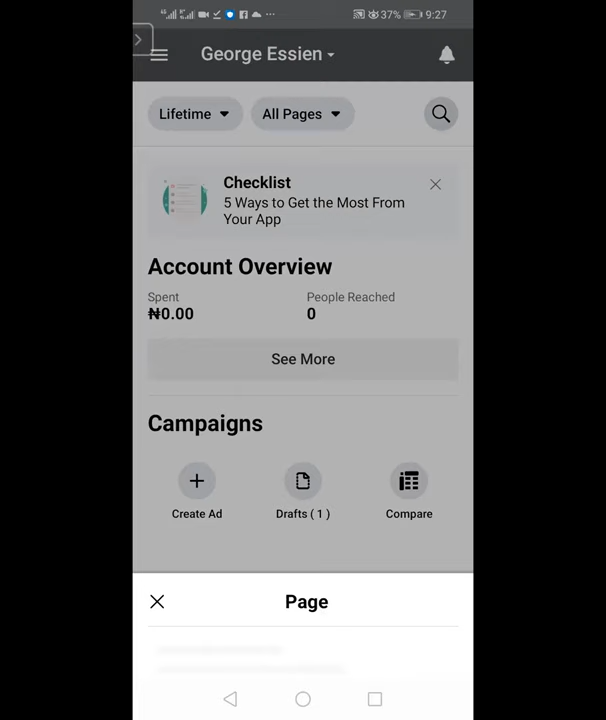 37% 9:27
George Essien
Lifetime All Pages
Checklist
5 Ways to Get the Most From
Your App
Account Overview
Spent People Reached
₦0.00 0
See More
Campaigns
Create Ad Drafts ( 1 ) Compare
Page